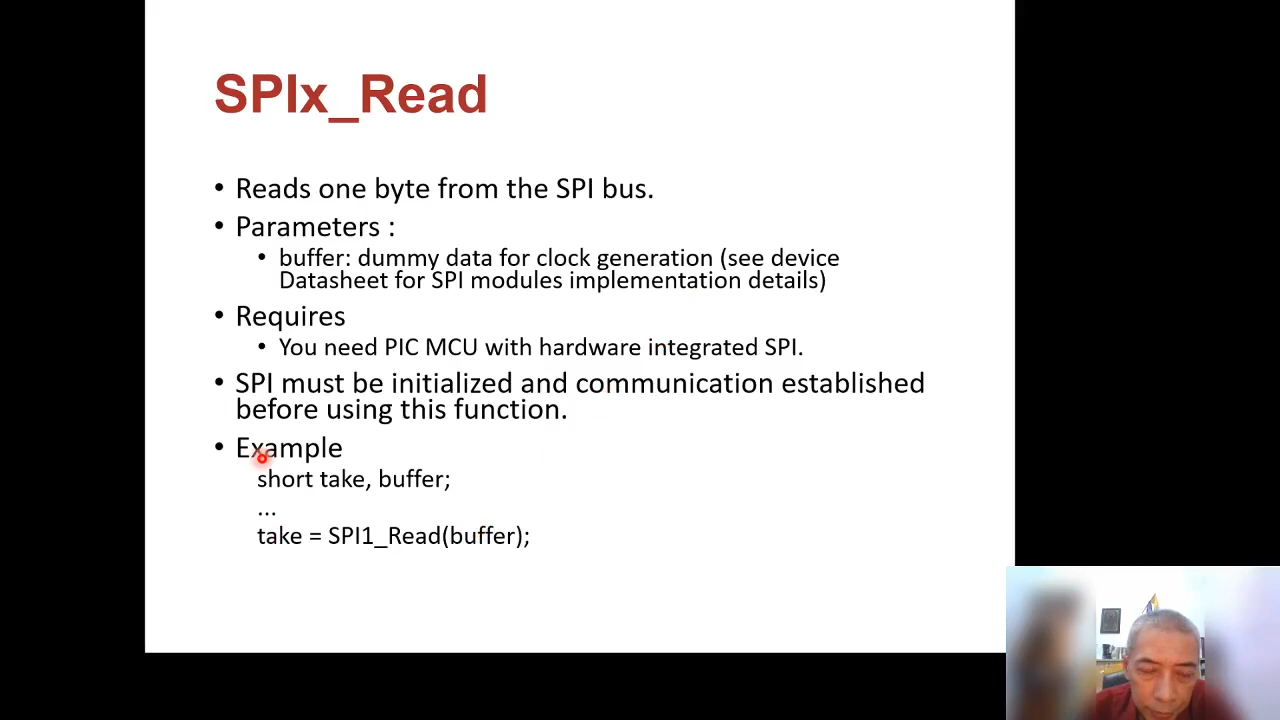 SPIx_Read
• Reads one byte from the SPI bus.
• Parameters :
• buffer: dummy data for clock generation (see device
Datasheet for SPI modules implementation details)
• Requires
• You need PIC MCU with hardware integrated SPI.
• SPI must be initialized and communication established
before using this function.
• Example
short take, buffer;
...
take = SPI1_Read(buffer);